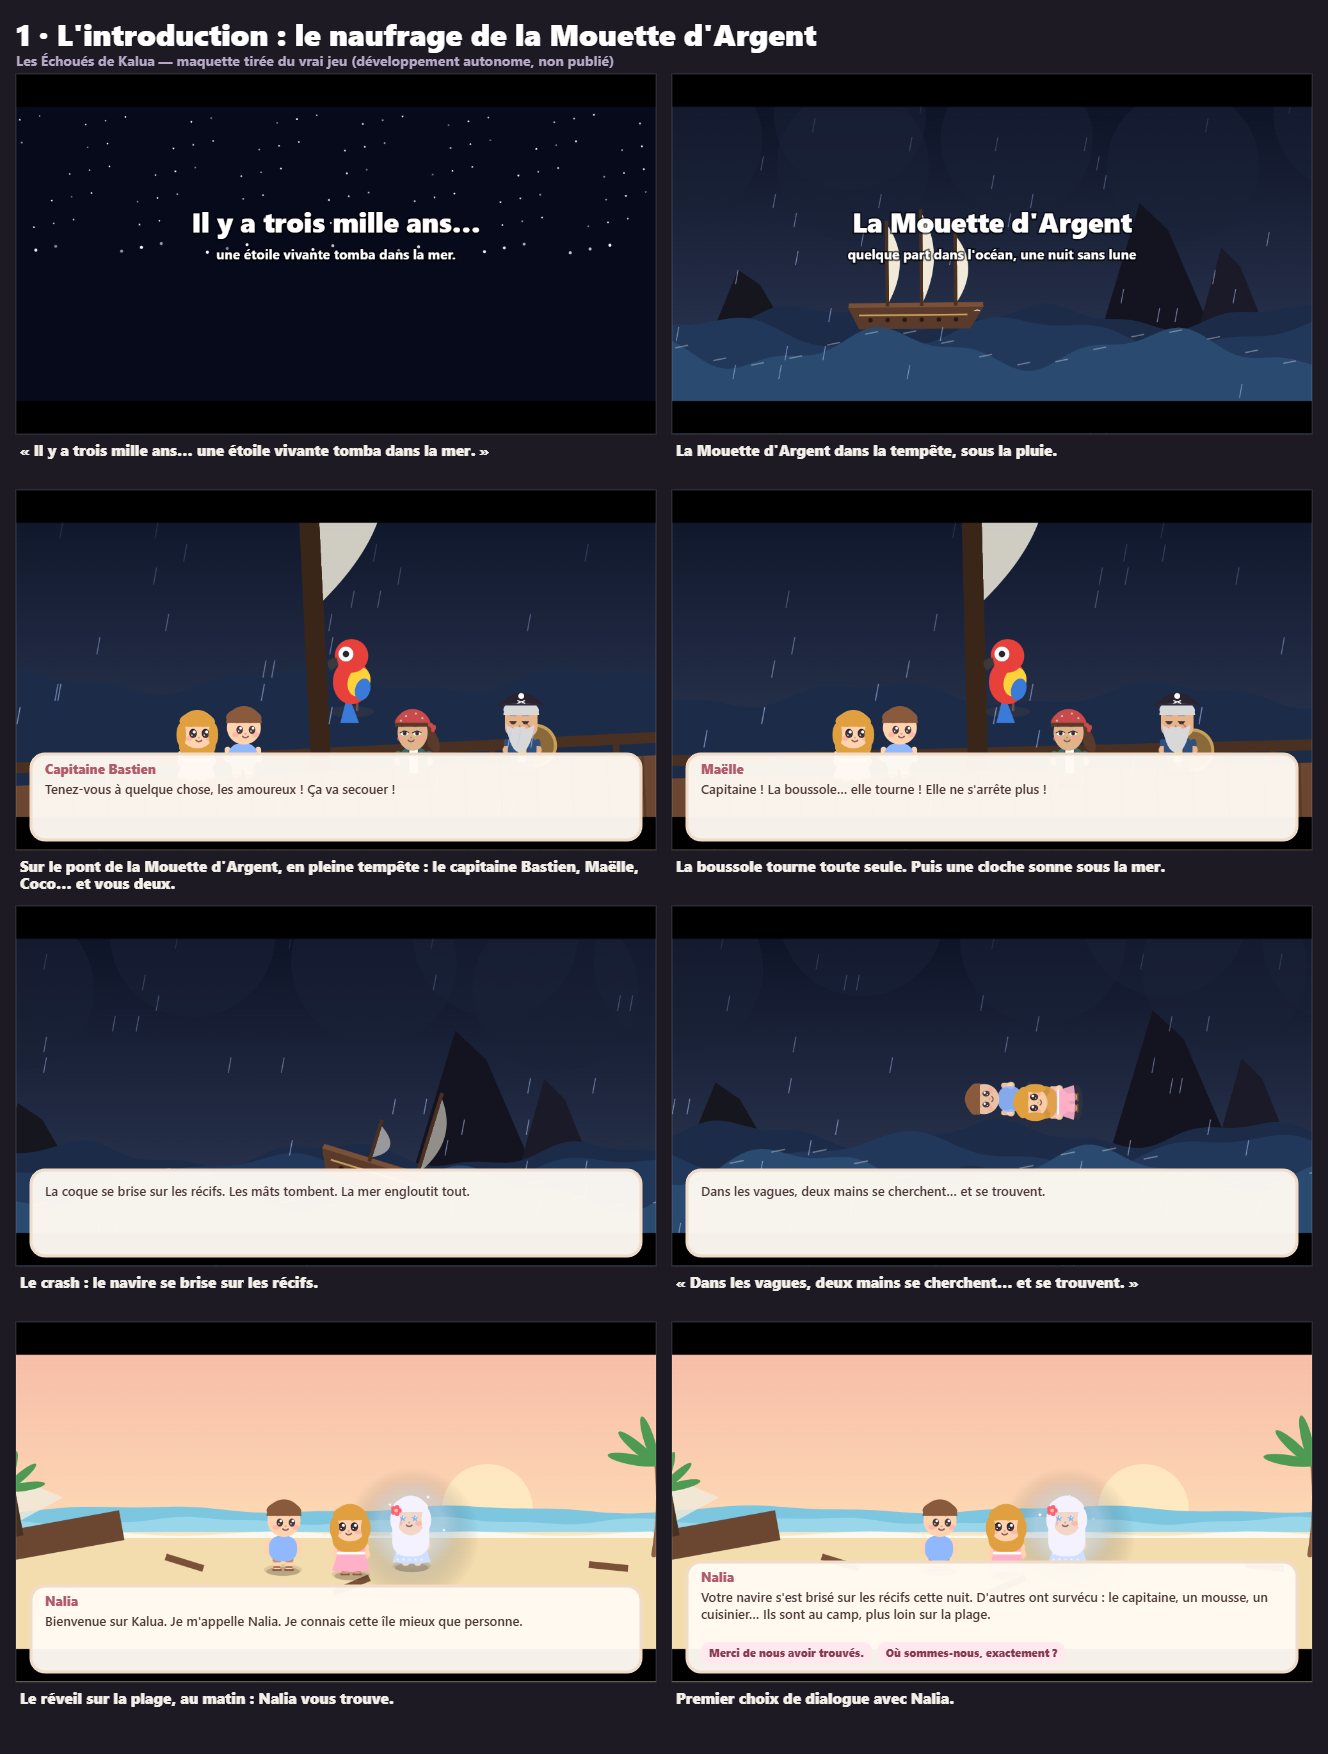 1 · L'introduction : le naufrage de la Mouette d'Argent
Les Échoués de Kalua — maquette tirée du vrai jeu (développement autonome, non publié)
Il y a trois mille ans...
une étoile vivante tomba dans la mer.
La Mouette d'Argent
quelque part dans l'océan, une nuit sans lune
« Il y a trois mille ans... une étoile vivante tomba dans la mer. »
La Mouette d'Argent dans la tempête, sous la pluie.
Capitaine Bastien
Tenez-vous à quelque chose, les amoureux ! Ça va secouer !
Maëlle
Capitaine ! La boussole... elle tourne ! Elle ne s'arrête plus !
Sur le pont de la Mouette d'Argent, en pleine tempête : le capitaine Bastien, Maëlle,
Coco... et vous deux.
La boussole tourne toute seule. Puis une cloche sonne sous la mer.
La coque se brise sur les récifs. Les mâts tombent. La mer engloutit tout.
Dans les vagues, deux mains se cherchent... et se trouvent.
Le crash : le navire se brise sur les récifs.
« Dans les vagues, deux mains se cherchent... et se trouvent. »
Nalia
Bienvenue sur Kalua. Je m'appelle Nalia. Je connais cette île mieux que personne.
Nalia
Votre navire s'est brisé sur les récifs cette nuit. D'autres ont survécu : le capitaine, un mousse, un
cuisinier... Ils sont au camp, plus loin sur la plage.
Merci de nous avoir trouvés.
Où sommes-nous, exactement ?
Le réveil sur la plage, au matin : Nalia vous trouve.
Premier choix de dialogue avec Nalia.